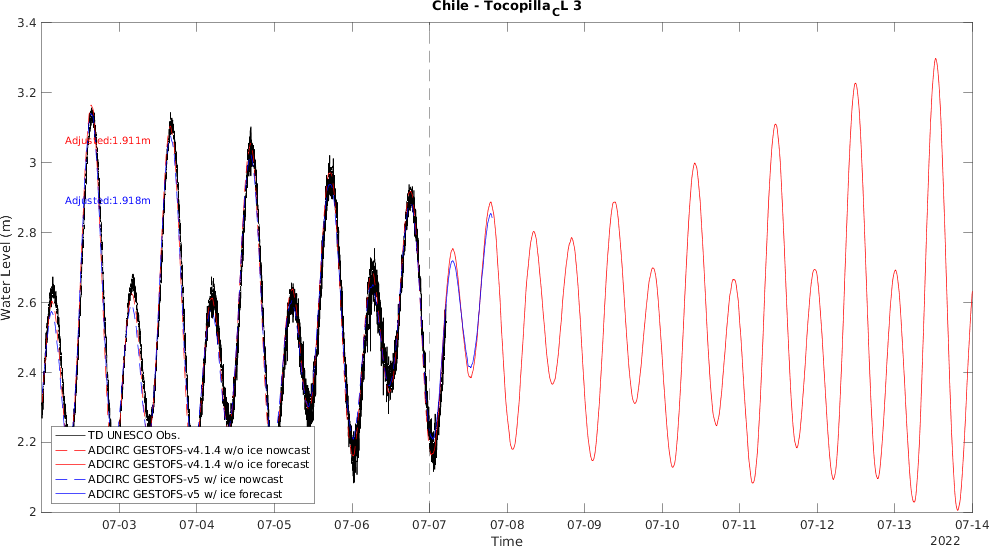 Chile - Tocopilla_CL 3
3.4
3.2
3
2.8
2.6
2.4
2.2
2
Water Level (m)
Adjusted:1.911m
Adjusted:1.918m
TD UNESCO Obs.
ADCIRC GESTOFS-v4.1.4 w/o ice nowcast
ADCIRC GESTOFS-v4.1.4 w/o ice forecast
ADCIRC GESTOFS-v5 w/ ice nowcast
ADCIRC GESTOFS-v5 w/ ice forecast
07-03 07-04 07-05 07-06 07-07 07-08 07-09 07-10 07-11 07-12 07-13 07-14
Time
2022